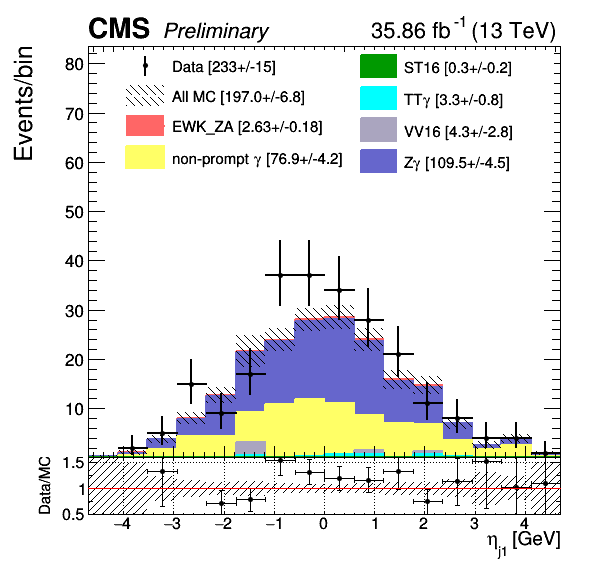 CMS Preliminary 35.86 fb⁻¹ (13 TeV)
Events/bin
80
70
60
50
40
30
20
10
Data [233+/-15]
All MC [197.0+/-6.8]
EWK_ZA [2.63+/-0.18]
non-prompt γ [76.9+/-4.2]
ST16 [0.3+/-0.2]
TTγ [3.3+/-0.8]
VV16 [4.3+/-2.8]
Zγ [109.5+/-4.5]
Data/MC
1.5
1
0.5
−4 −3 −2 −1 0 1 2 3 4
η_j1 [GeV]